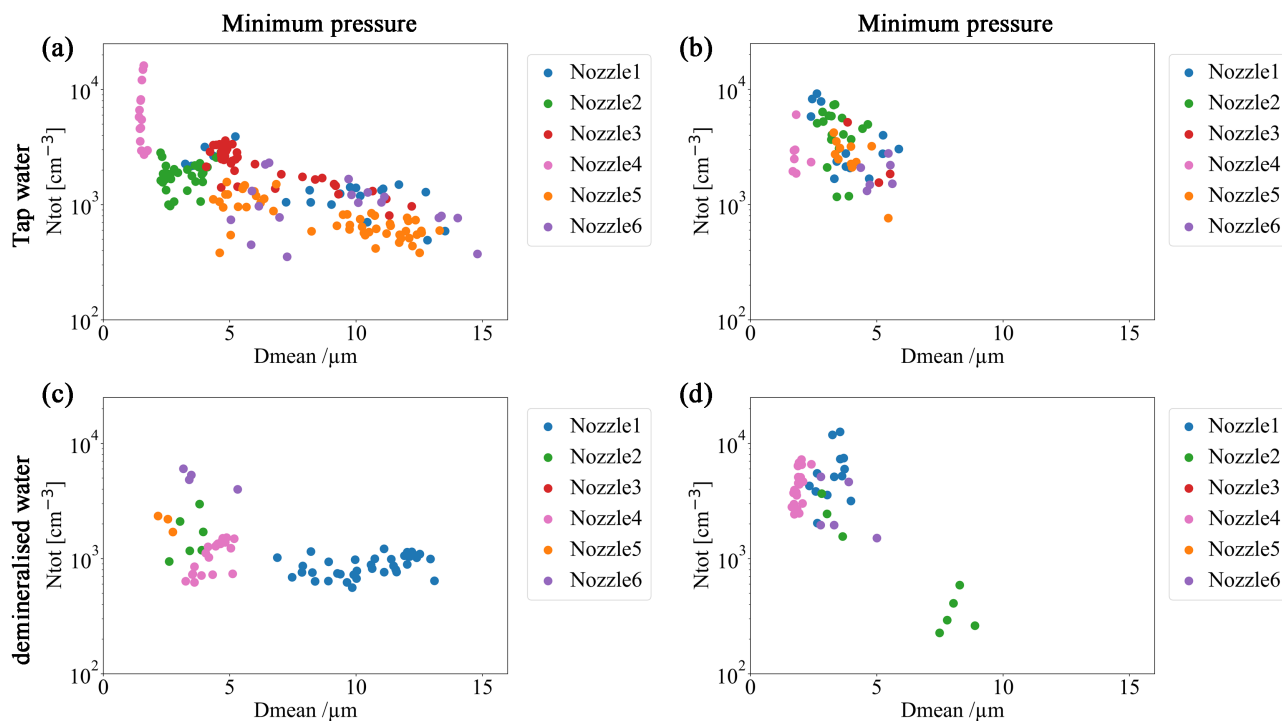 Minimum pressure
Minimum pressure
(a)
(b)
Tap water
Ntot [cm⁻³]
10⁴
10³
10²
0 5 10 15
Dmean /µm
Nozzle1
Nozzle2
Nozzle3
Nozzle4
Nozzle5
Nozzle6
Ntot [cm⁻³]
10⁴
10³
10²
0 5 10 15
Dmean /µm
Nozzle1
Nozzle2
Nozzle3
Nozzle4
Nozzle5
Nozzle6
(c)
(d)
demineralised water
Ntot [cm⁻³]
10⁴
10³
10²
0 5 10 15
Dmean /µm
Nozzle1
Nozzle2
Nozzle3
Nozzle4
Nozzle5
Nozzle6
Ntot [cm⁻³]
10⁴
10³
10²
0 5 10 15
Dmean /µm
Nozzle1
Nozzle2
Nozzle3
Nozzle4
Nozzle5
Nozzle6